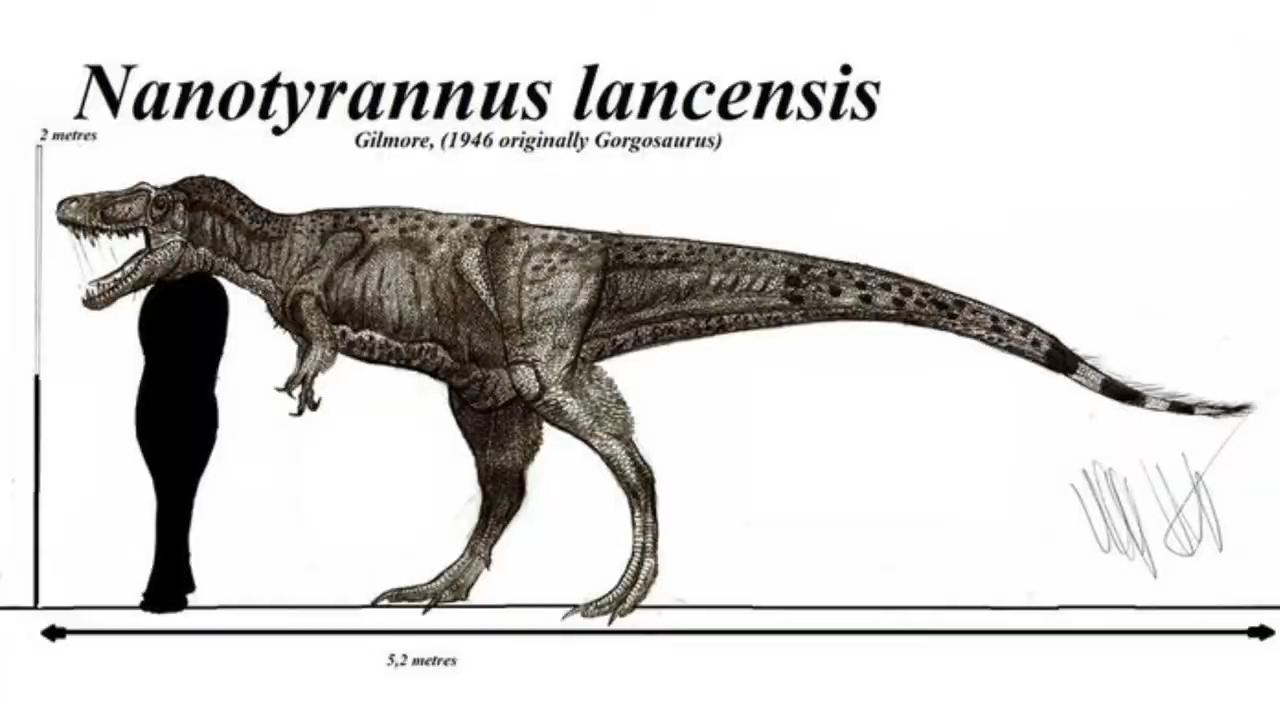 Nanotyrannus lancensis
2 metres
Gilmore, (1946 originally Gorgosaurus)
5,2 metres